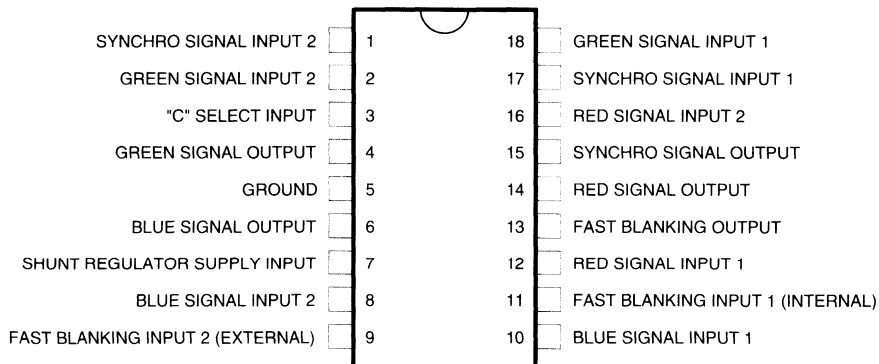 SYNCHRO SIGNAL INPUT 2 1 18 GREEN SIGNAL INPUT 1
GREEN SIGNAL INPUT 2 2 17 SYNCHRO SIGNAL INPUT 1
"C" SELECT INPUT 3 16 RED SIGNAL INPUT 2
GREEN SIGNAL OUTPUT 4 15 SYNCHRO SIGNAL OUTPUT
GROUND 5 14 RED SIGNAL OUTPUT
BLUE SIGNAL OUTPUT 6 13 FAST BLANKING OUTPUT
SHUNT REGULATOR SUPPLY INPUT 7 12 RED SIGNAL INPUT 1
BLUE SIGNAL INPUT 2 8 11 FAST BLANKING INPUT 1 (INTERNAL)
FAST BLANKING INPUT 2 (EXTERNAL) 9 10 BLUE SIGNAL INPUT 1